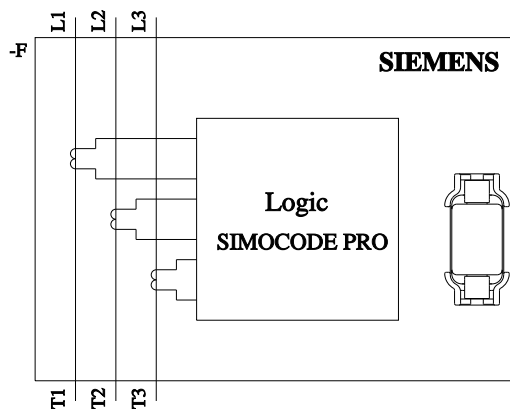 L1
L2
L3
-F
SIEMENS
Logic
SIMOCODE PRO
T1
T2
T3